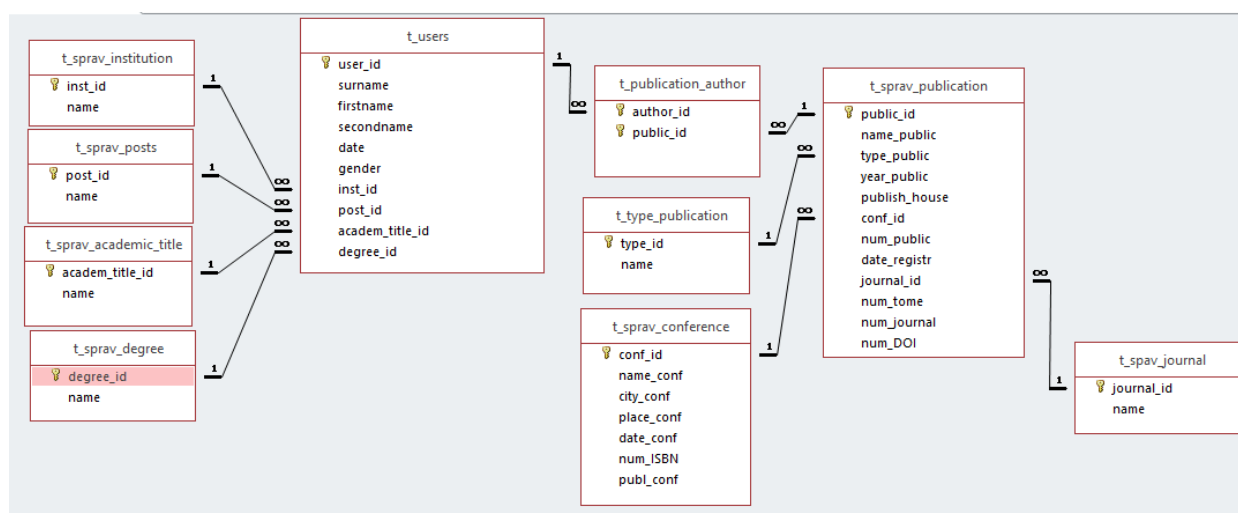 t_sprav_institution
inst_id
name
t_sprav_posts
post_id
name
t_sprav_academic_title
academ_title_id
name
t_sprav_degree
degree_id
name
t_users
user_id
surname
firstname
secondname
date
gender
inst_id
post_id
academ_title_id
degree_id
t_publication_author
author_id
public_id
t_type_publication
type_id
name
t_sprav_conference
conf_id
name_conf
city_conf
place_conf
date_conf
num_ISBN
publ_conf
t_sprav_publication
public_id
name_public
type_public
year_public
publish_house
conf_id
num_public
date_registr
journal_id
num_tome
num_journal
num_DOI
t_spav_journal
journal_id
name
1
∞
1
∞
1
∞
1
∞
1
∞
1
∞
1
∞
1
∞
1
∞